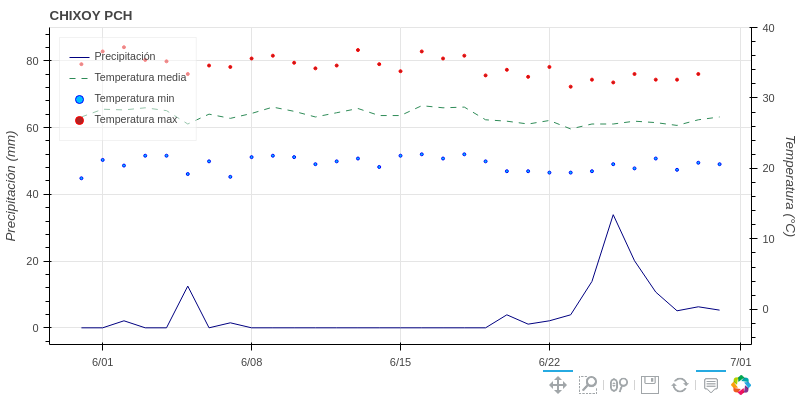 CHIXOY PCH
Precipitación
Temperatura media
Temperatura min
Temperatura max
Precipitación (mm)
80
60
40
20
0
Temperatura (°C)
40
30
20
10
0
6/01 6/08 6/15 6/22 7/01